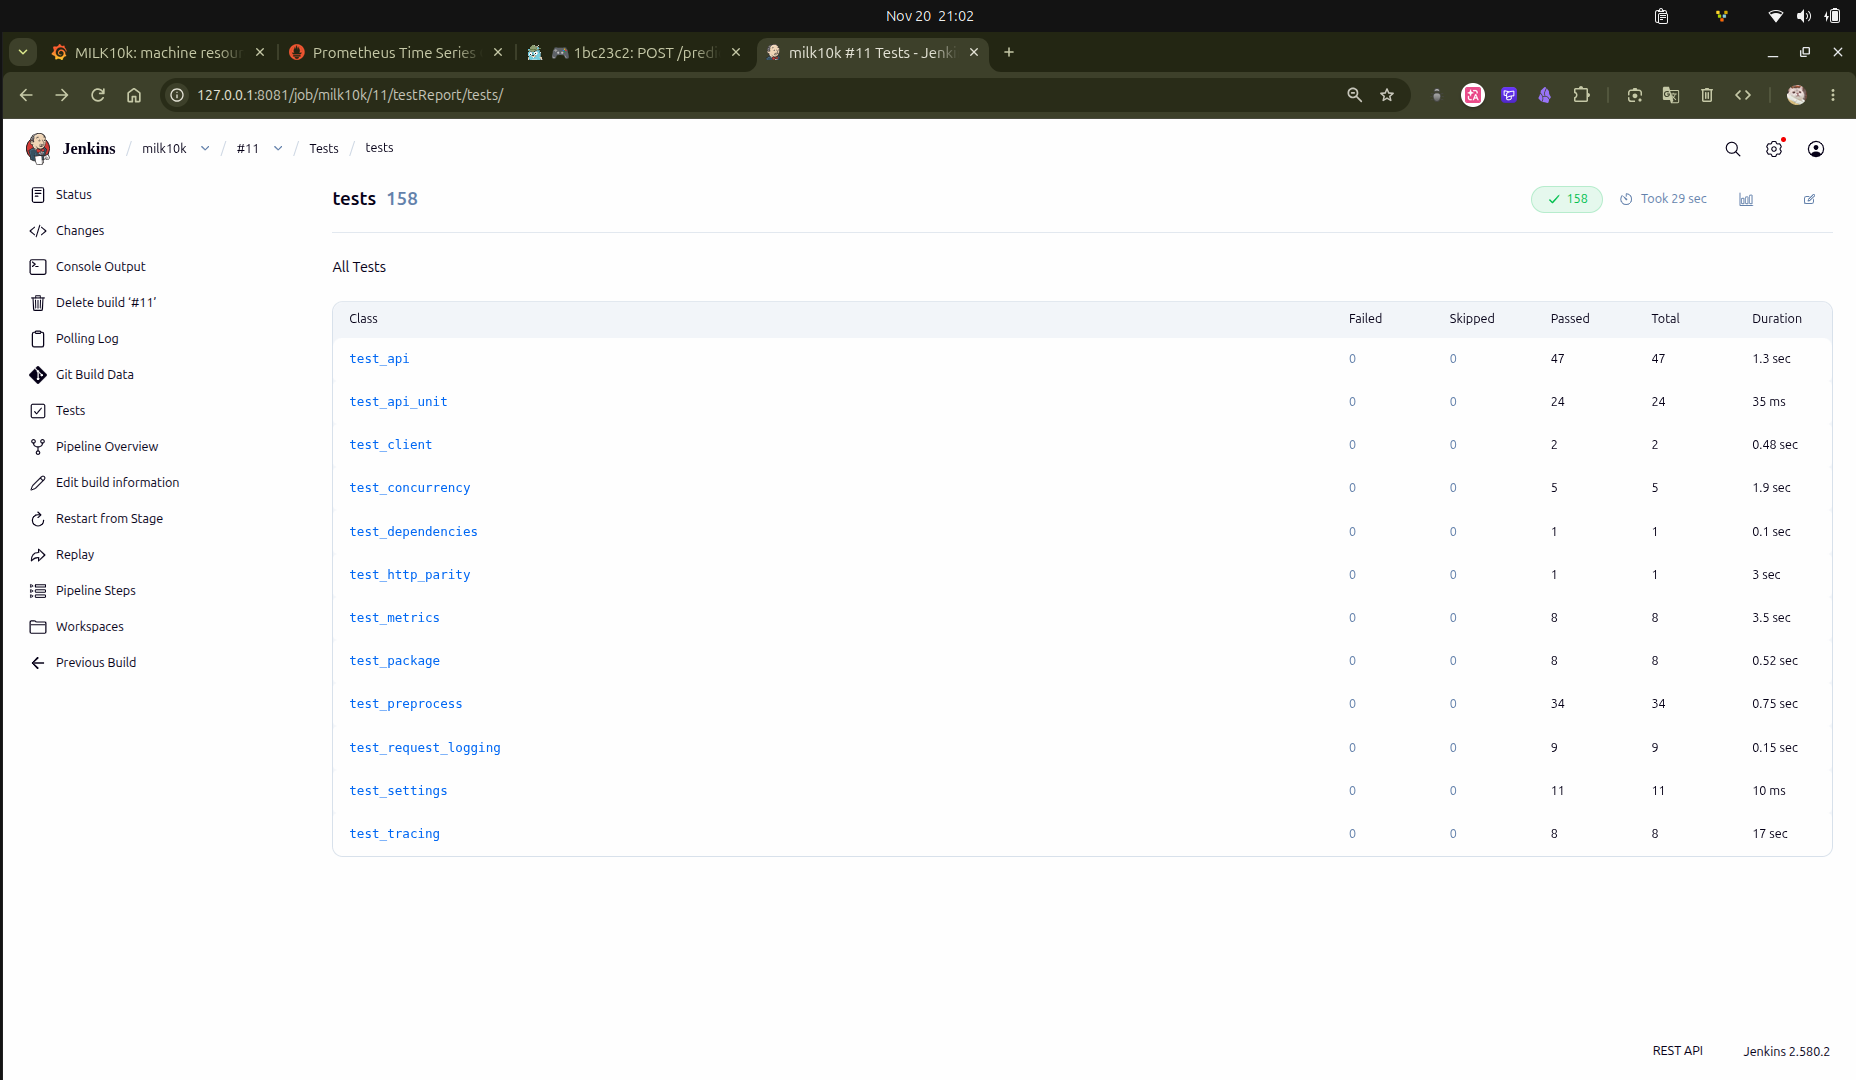 Nov 20 21:02
MILK10k: machine resour
Prometheus Time Series
1bc23c2: POST /predi
milk10k #11 Tests - Jenki
127.0.0.1:8081/job/milk10k/11/testReport/tests/
Jenkins / milk10k / #11 / Tests / tests
Status
Changes
Console Output
Delete build ‘#11’
Polling Log
Git Build Data
Tests
Pipeline Overview
Edit build information
Restart from Stage
Replay
Pipeline Steps
Workspaces
Previous Build
tests 158
158 Took 29 sec
All Tests
Class Failed Skipped Passed Total Duration
test_api 0 0 47 47 1.3 sec
test_api_unit 0 0 24 24 35 ms
test_client 0 0 2 2 0.48 sec
test_concurrency 0 0 5 5 1.9 sec
test_dependencies 0 0 1 1 0.1 sec
test_http_parity 0 0 1 1 3 sec
test_metrics 0 0 8 8 3.5 sec
test_package 0 0 8 8 0.52 sec
test_preprocess 0 0 34 34 0.75 sec
test_request_logging 0 0 9 9 0.15 sec
test_settings 0 0 11 11 10 ms
test_tracing 0 0 8 8 17 sec
REST API Jenkins 2.580.2